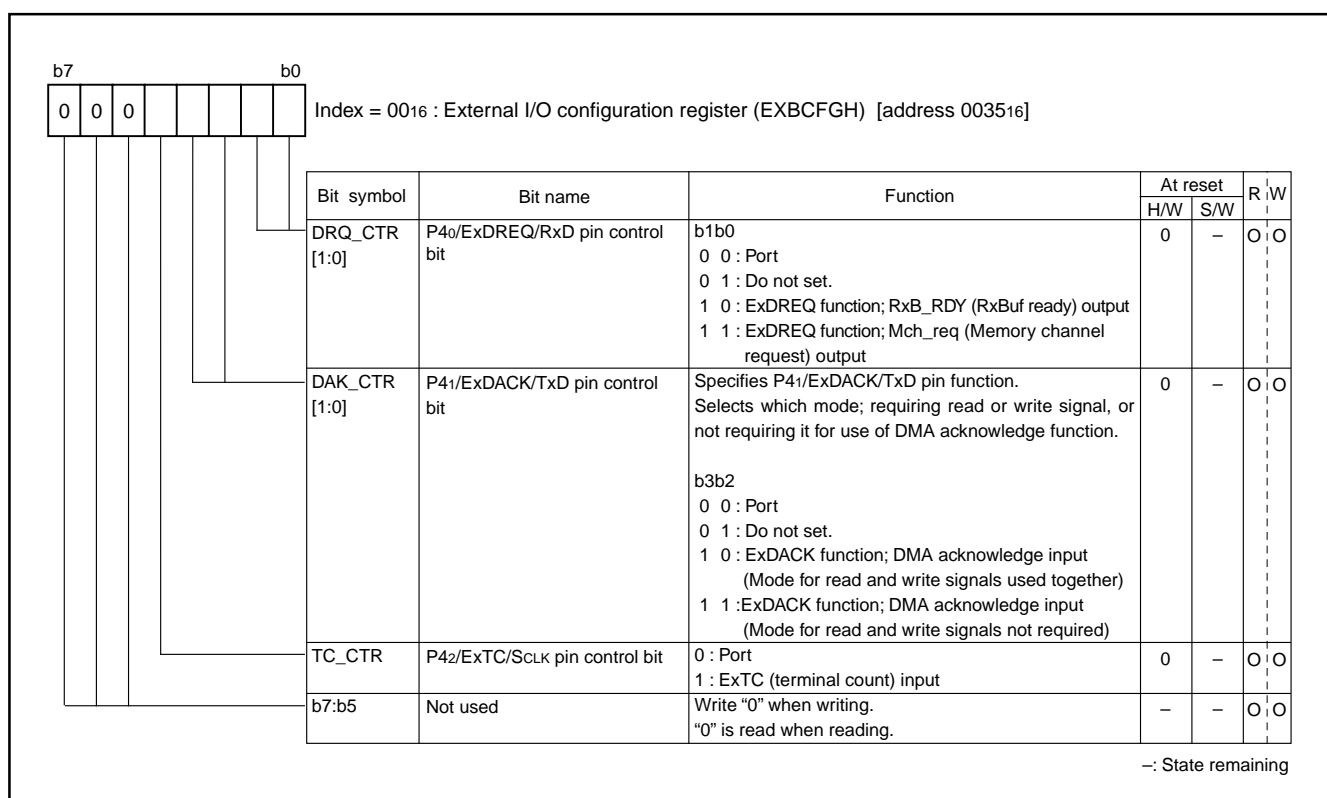 b7 b0
0 0 0 Index = 0016 : External I/O configuration register (EXBCFGH) [address 003516]
Bit symbol Bit name Function At reset R W
H/W S/W
DRQ_CTR [1:0] P40/ExDREQ/RxD pin control bit b1b0 0 – O O
0 0 : Port
0 1 : Do not set.
1 0 : ExDREQ function; RxB_RDY (RxBuf ready) output
1 1 : ExDREQ function; Mch_req (Memory channel
request) output
DAK_CTR [1:0] P41/ExDACK/TxD pin control bit Specifies P41/ExDACK/TxD pin function. 0 – O O
Selects which mode; requiring read or write signal, or
not requiring it for use of DMA acknowledge function.
b3b2
0 0 : Port
0 1 : Do not set.
1 0 : ExDACK function; DMA acknowledge input
(Mode for read and write signals used together)
1 1 :ExDACK function; DMA acknowledge input
(Mode for read and write signals not required)
TC_CTR P42/ExTC/SCLK pin control bit 0 : Port 0 – O O
1 : ExTC (terminal count) input
b7:b5 Not used Write “0” when writing. – – O O
“0” is read when reading.
–: State remaining